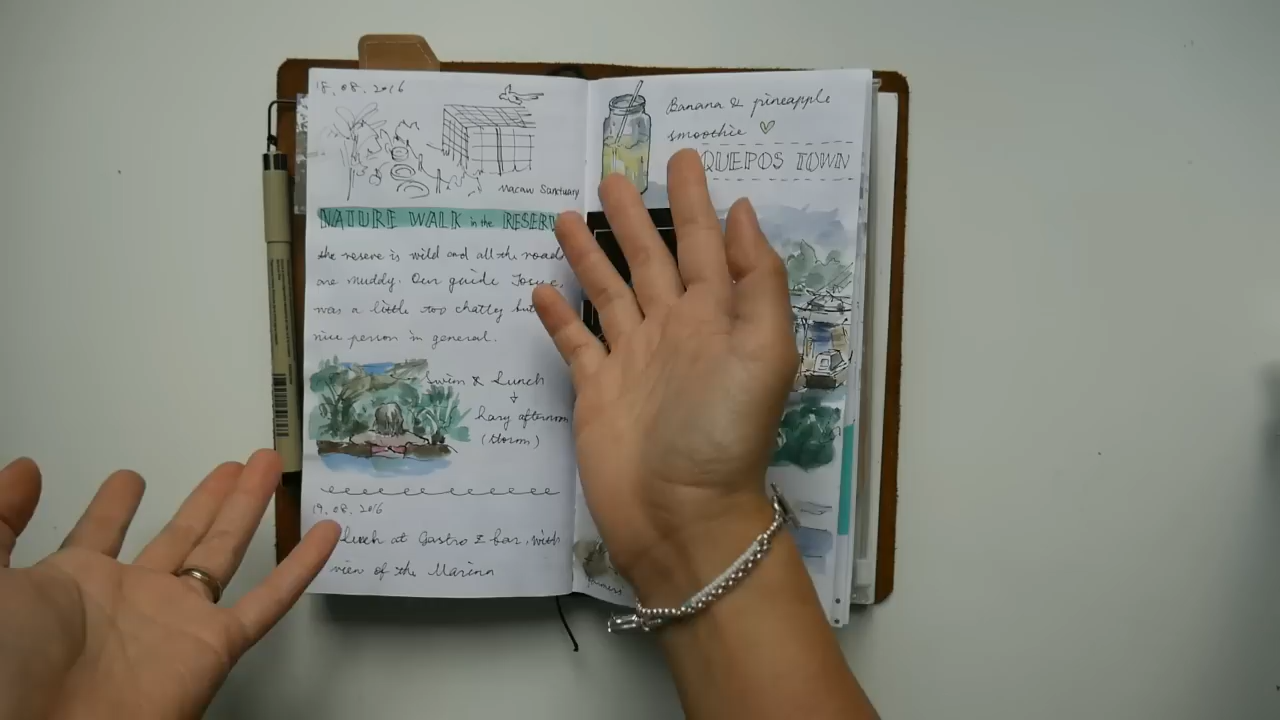 18.08.2016
Macaw Sanctuary
NATURE WALK in the RESERV
the reserve is wild and all the roads
are muddy. Our guide Josue,
was a little too chatty but
nice person in general.
Swim & Lunch
↓
lazy afternoon
(storm)
19.08.2016
lunch at Gastro & bar, with
view of the Marina
Banana & pineapple
smoothie ♡
QUEPOS TOWN